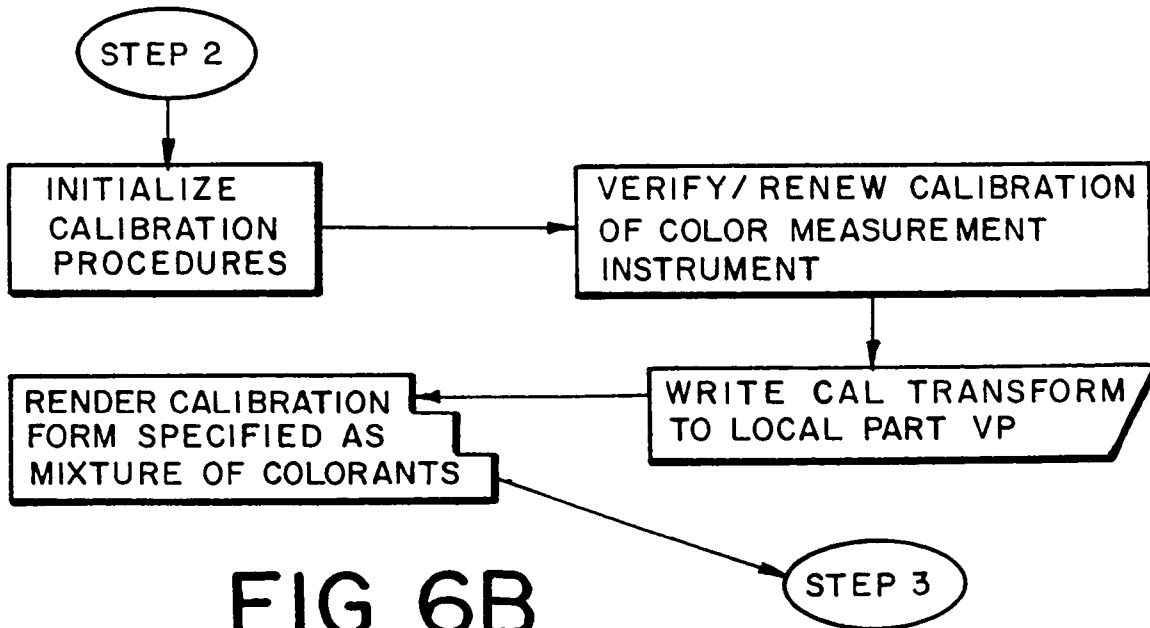 STEP 2
INITIALIZE
CALIBRATION
PROCEDURES
VERIFY/RENEW CALIBRATION
OF COLOR MEASUREMENT
INSTRUMENT
WRITE CAL TRANSFORM
TO LOCAL PART VP
RENDER CALIBRATION
FORM SPECIFIED AS
MIXTURE OF COLORANTS
STEP 3
FIG 6B